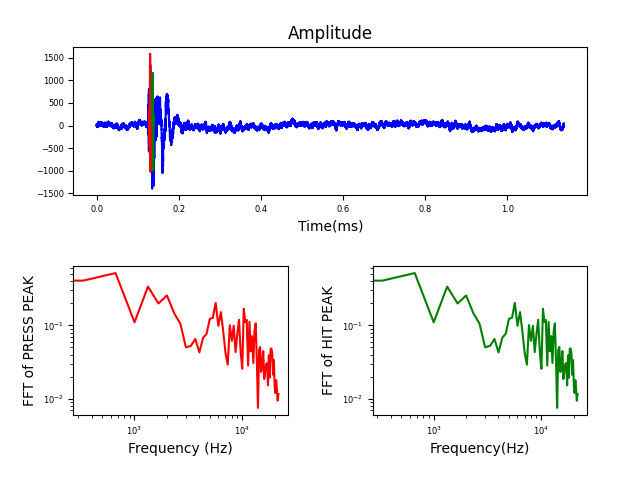 Amplitude
1500
1000
500
0
−500
−1000
−1500
0.0 0.2 0.4 0.6 0.8 1.0
Time(ms)
FFT of PRESS PEAK
10⁻¹
10⁻²
10³ 10⁴
Frequency (Hz)
FFT of HIT PEAK
10⁻¹
10⁻²
10³ 10⁴
Frequency(Hz)